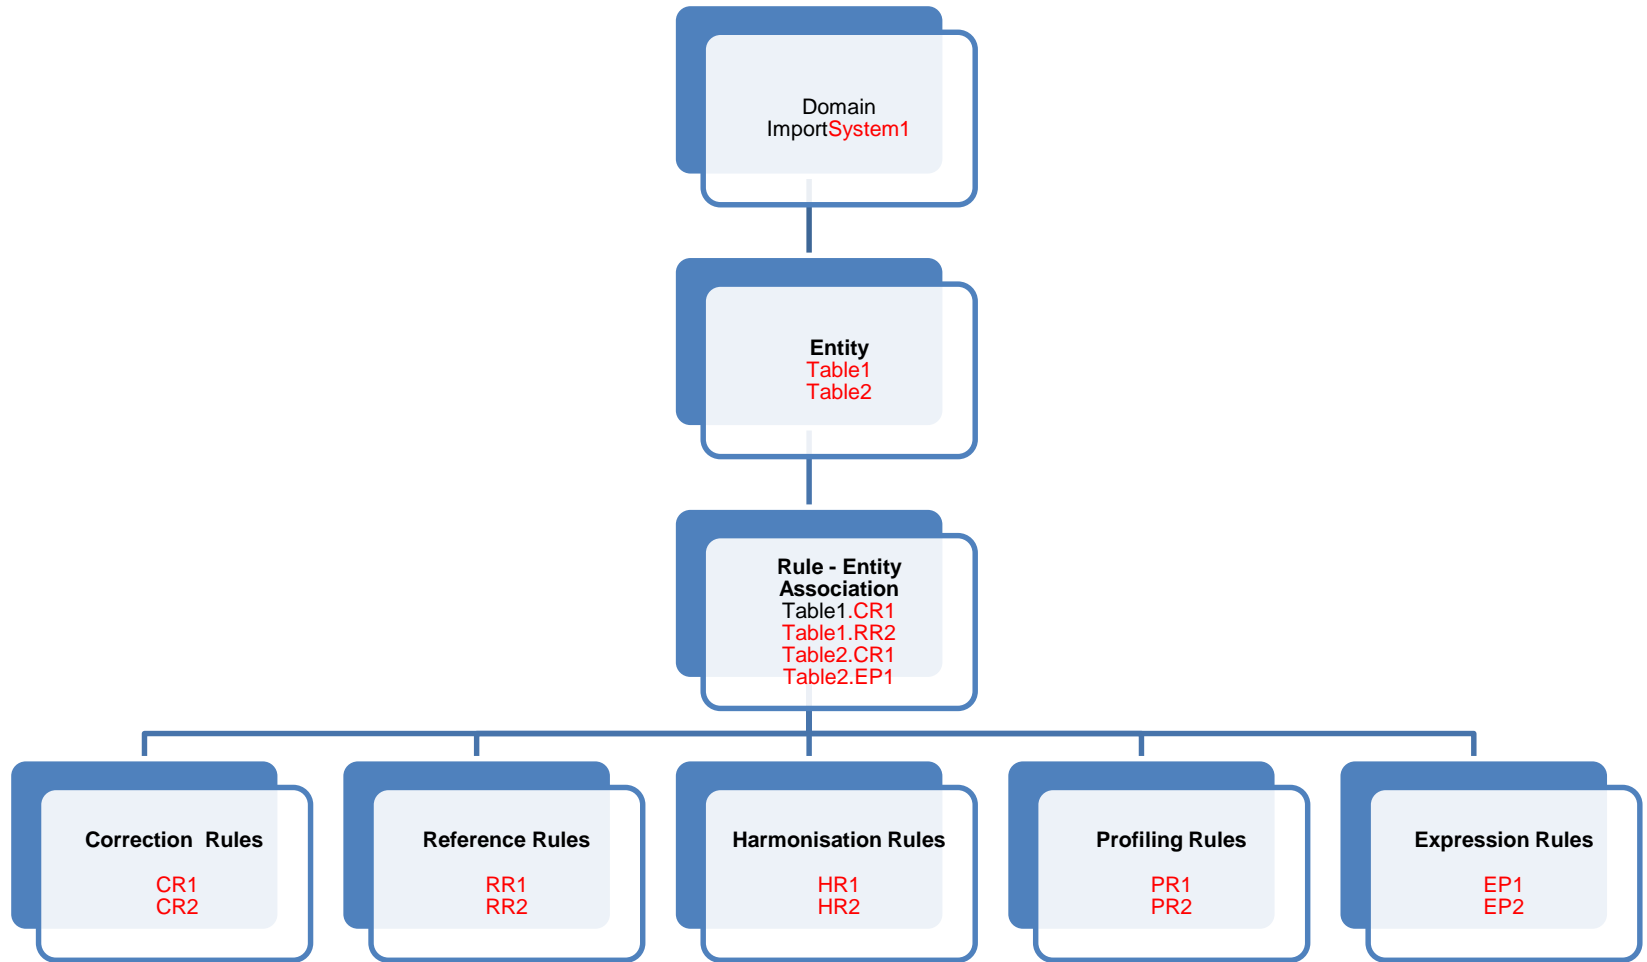 Domain
ImportSystem1
Entity
Table1
Table2
Rule - Entity
Association
Table1.CR1
Table1.RR2
Table2.CR1
Table2.EP1
Correction  Rules
CR1
CR2
Reference Rules
RR1
RR2
Harmonisation Rules
HR1
HR2
Profiling Rules
PR1
PR2
Expression Rules
EP1
EP2